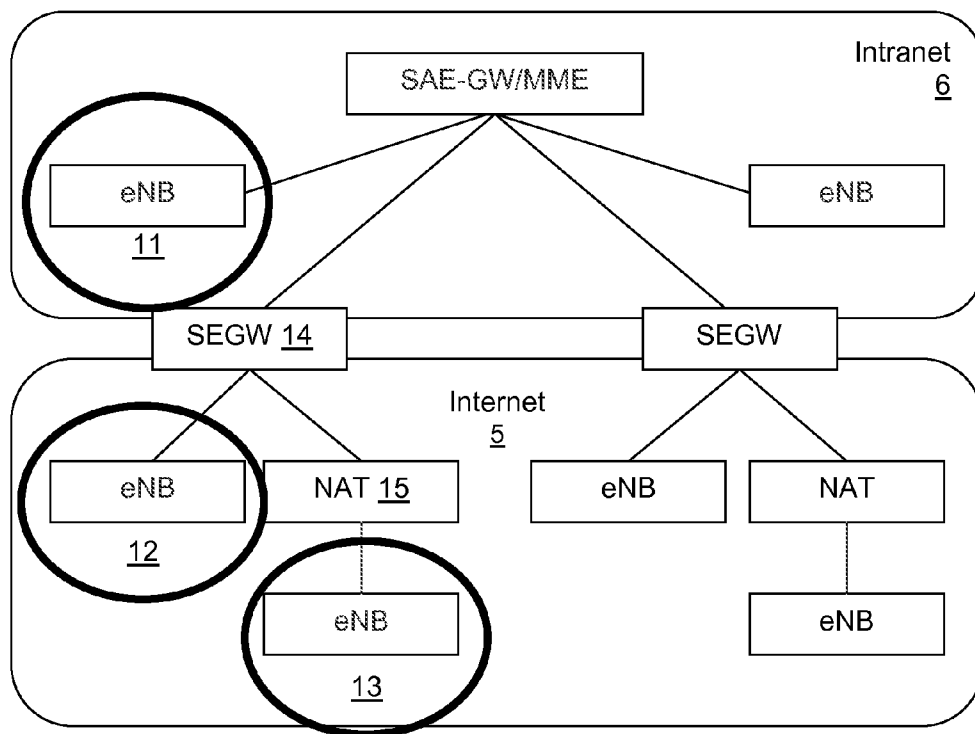 Intranet
6
SAE-GW/MME
eNB
11
eNB
SEGW 14
SEGW
Internet
5
eNB
12
NAT 15
eNB
NAT
eNB
13
eNB